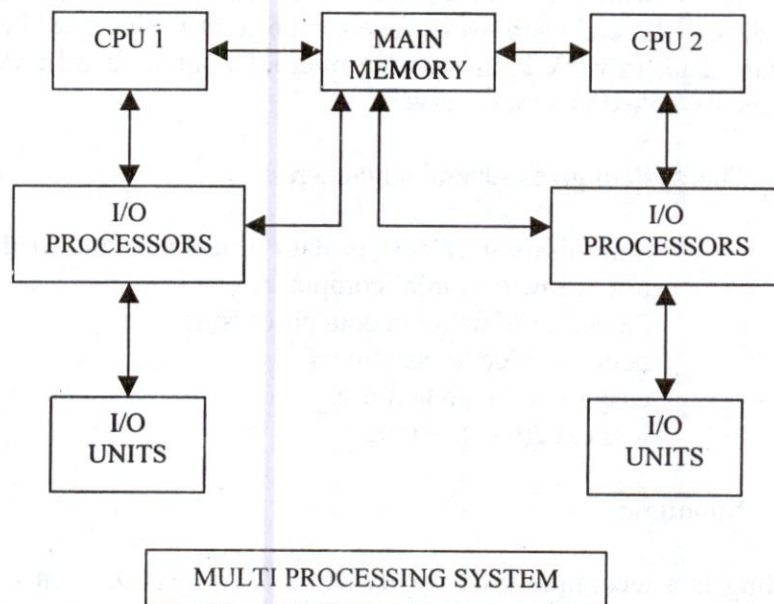 CPU 1
MAIN
MEMORY
CPU 2
I/O
PROCESSORS
I/O
PROCESSORS
I/O
UNITS
I/O
UNITS
MULTI PROCESSING SYSTEM